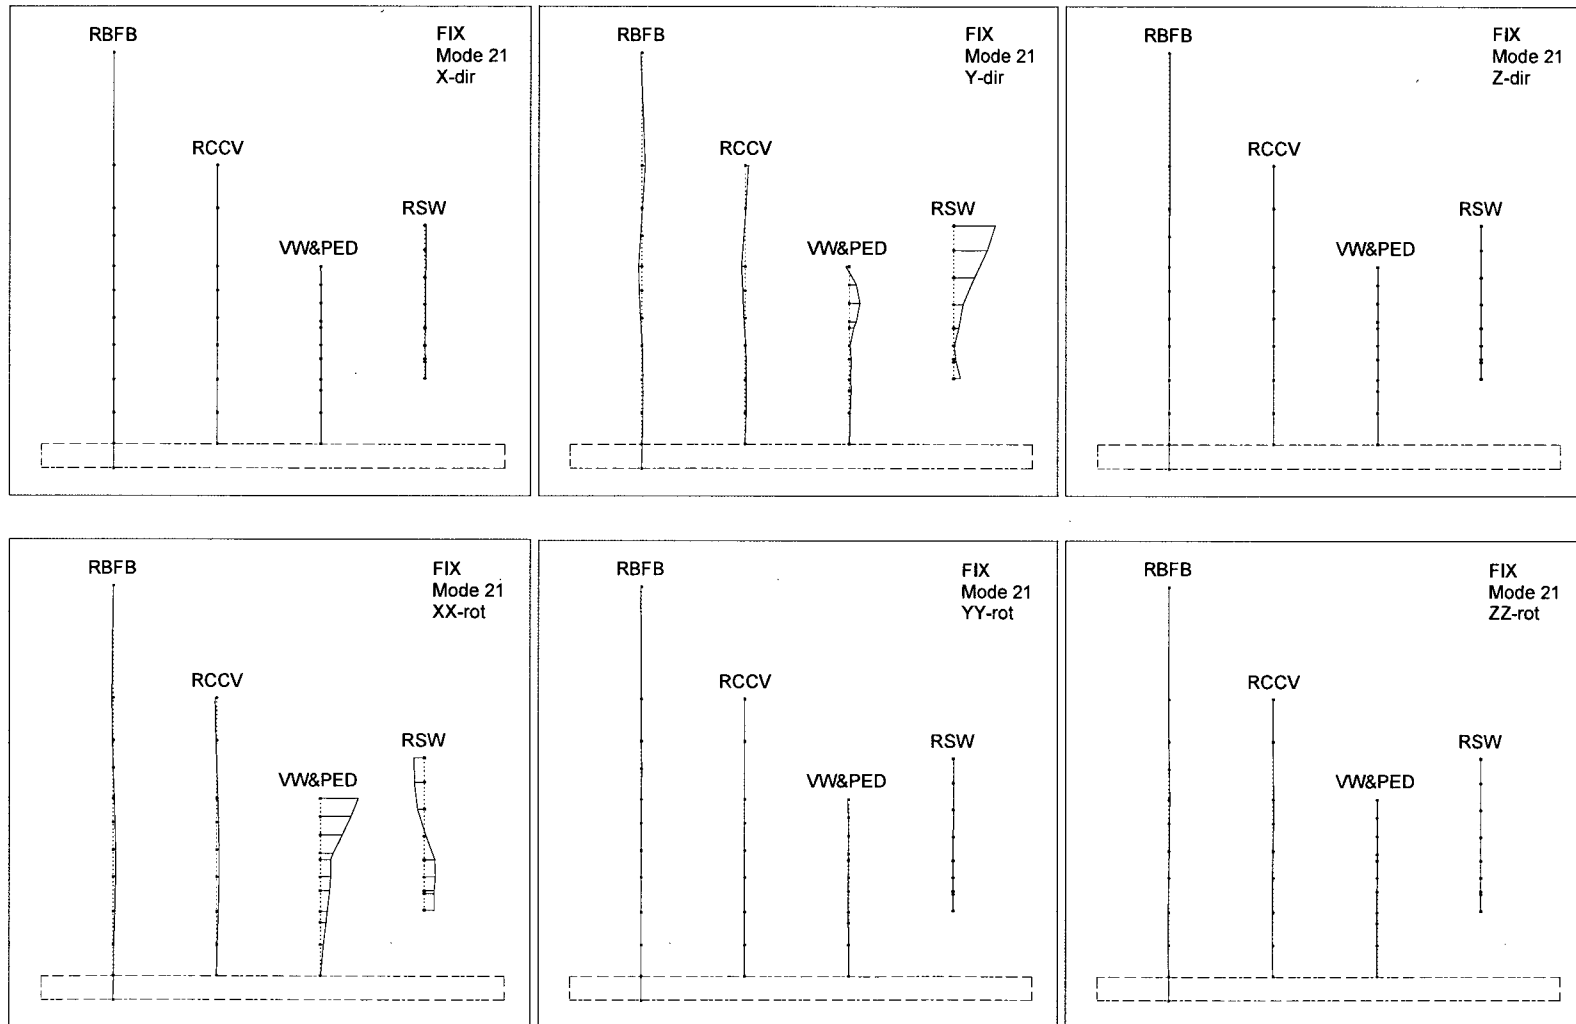 RBFB
FIX
Mode 21
X-dir
RCCV
RSW
VW&PED
RBFB
FIX
Mode 21
Y-dir
RCCV
RSW
VW&PED
RBFB
FIX
Mode 21
Z-dir
RCCV
RSW
VW&PED
RBFB
FIX
Mode 21
XX-rot
RCCV
RSW
VW&PED
RBFB
FIX
Mode 21
YY-rot
RCCV
RSW
VW&PED
RBFB
FIX
Mode 21
ZZ-rot
RCCV
RSW
VW&PED